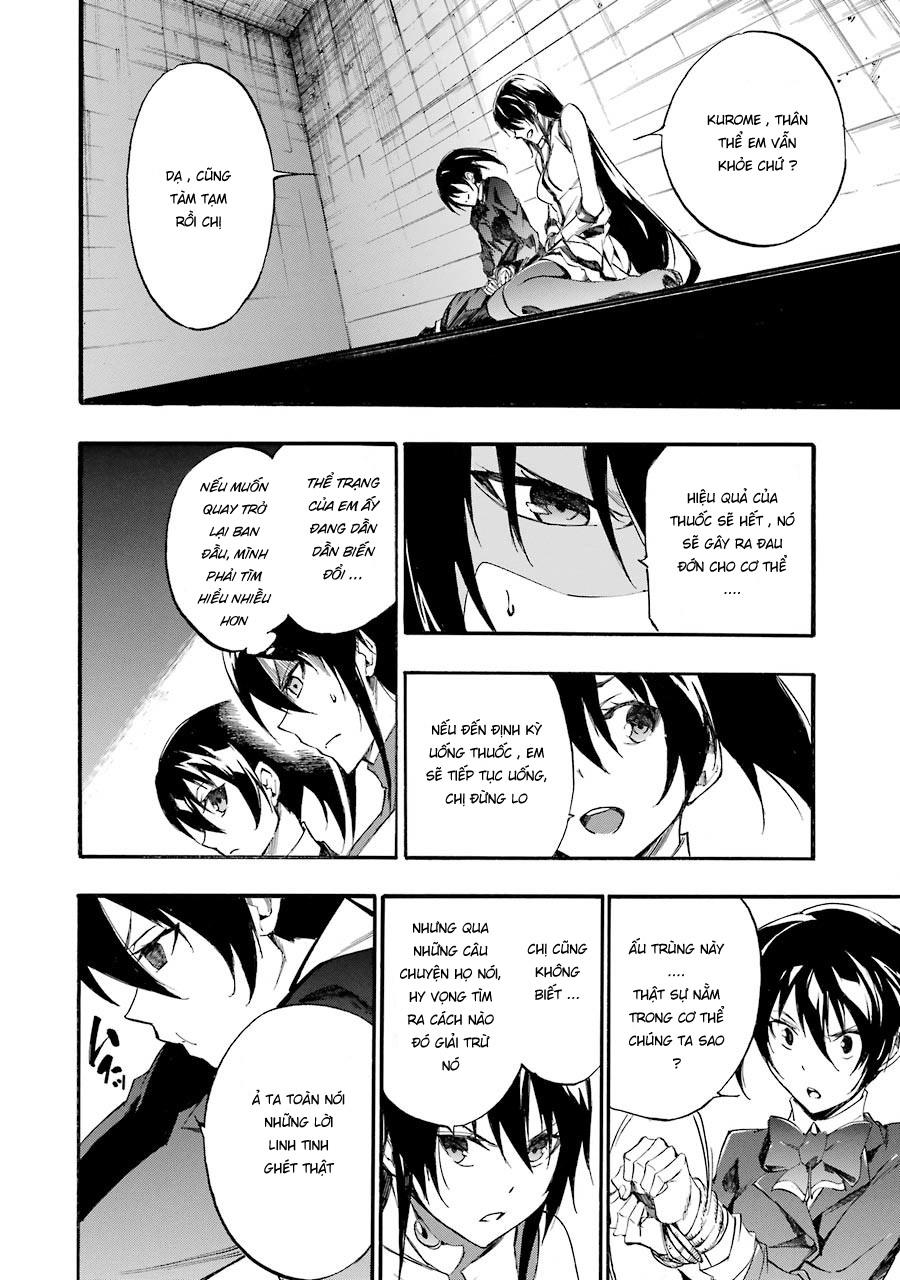 KUROME , THÂN
THỂ EM VẪN
KHỎE CHỨ ?
DẠ , CŨNG
TÀM TẠM
RỒI CHỊ
HIỆU QUẢ CỦA
THUỐC SẼ HẾT , NÓ
SẼ GÂY RA ĐAU
ĐỚN CHO CƠ THỂ
....
NẾU ĐẾN ĐỊNH KỲ
UỐNG THUỐC , EM
SẼ TIẾP TỤC UỐNG,
CHỊ ĐỪNG LO
THỂ TRẠNG
CỦA EM ẤY
ĐANG DẦN
DẦN BIẾN
ĐỔI ...
NẾU MUỐN
QUAY TRỞ
LẠI BAN
ĐẦU, MÌNH
PHẢI TÌM
HIỂU NHIỀU
HƠN
ẤU TRÙNG NÀY
....
THẬT SỰ NẰM
TRONG CƠ THỂ
CHÚNG TA SAO
?
CHỊ CŨNG
KHÔNG
BIẾT ...
NHƯNG QUA
NHỮNG CÂU
CHUYỆN HỌ NÓI,
HY VỌNG TÌM
RA CÁCH NÀO
ĐÓ GIẢI TRỪ
NÓ
Ả TA TOÀN NÓI
NHỮNG LỜI
LINH TINH
GHÉT THẬT